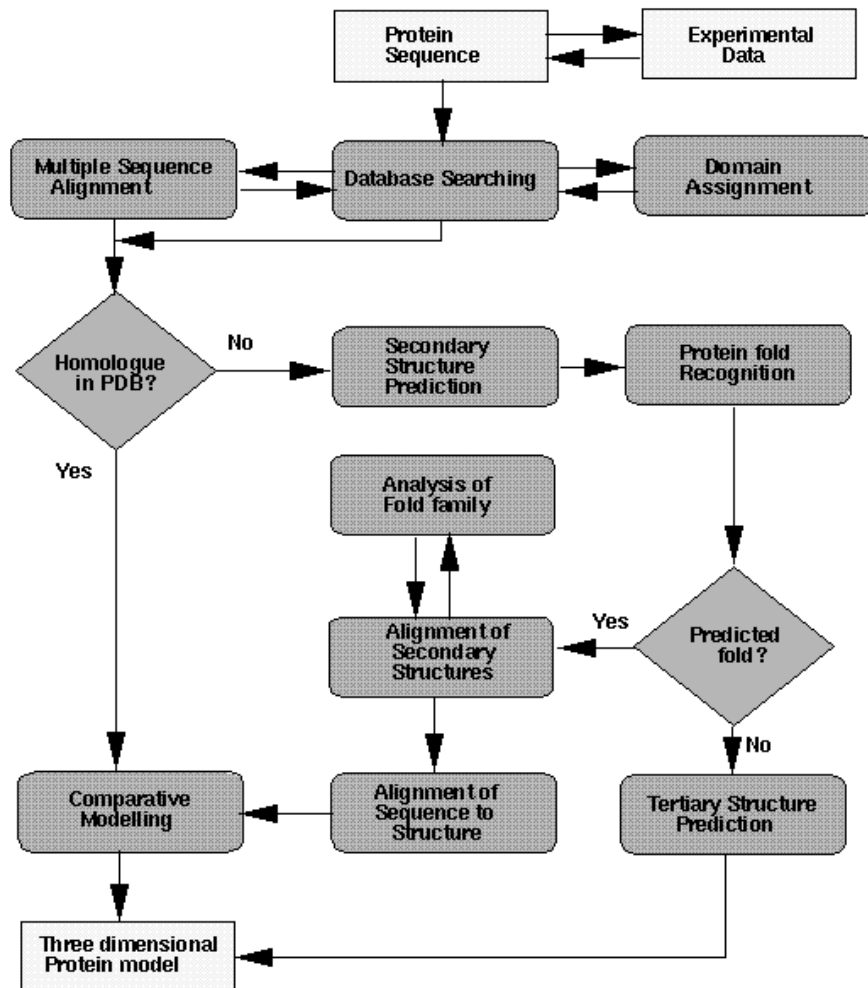 Protein
Sequence
Experimental
Data
Multiple Sequence
Alignment
Database Searching
Domain
Assignment
Homologue
in PDB?
No
Secondary
Structure
Prediction
Protein fold
Recognition
Yes
Analysis of
Fold family
Yes
Alignment of
Secondary
Structures
Predicted
fold?
No
Comparative
Modelling
Alignment of
Sequence to
Structure
Tertiary Structure
Prediction
Three dimensional
Protein model